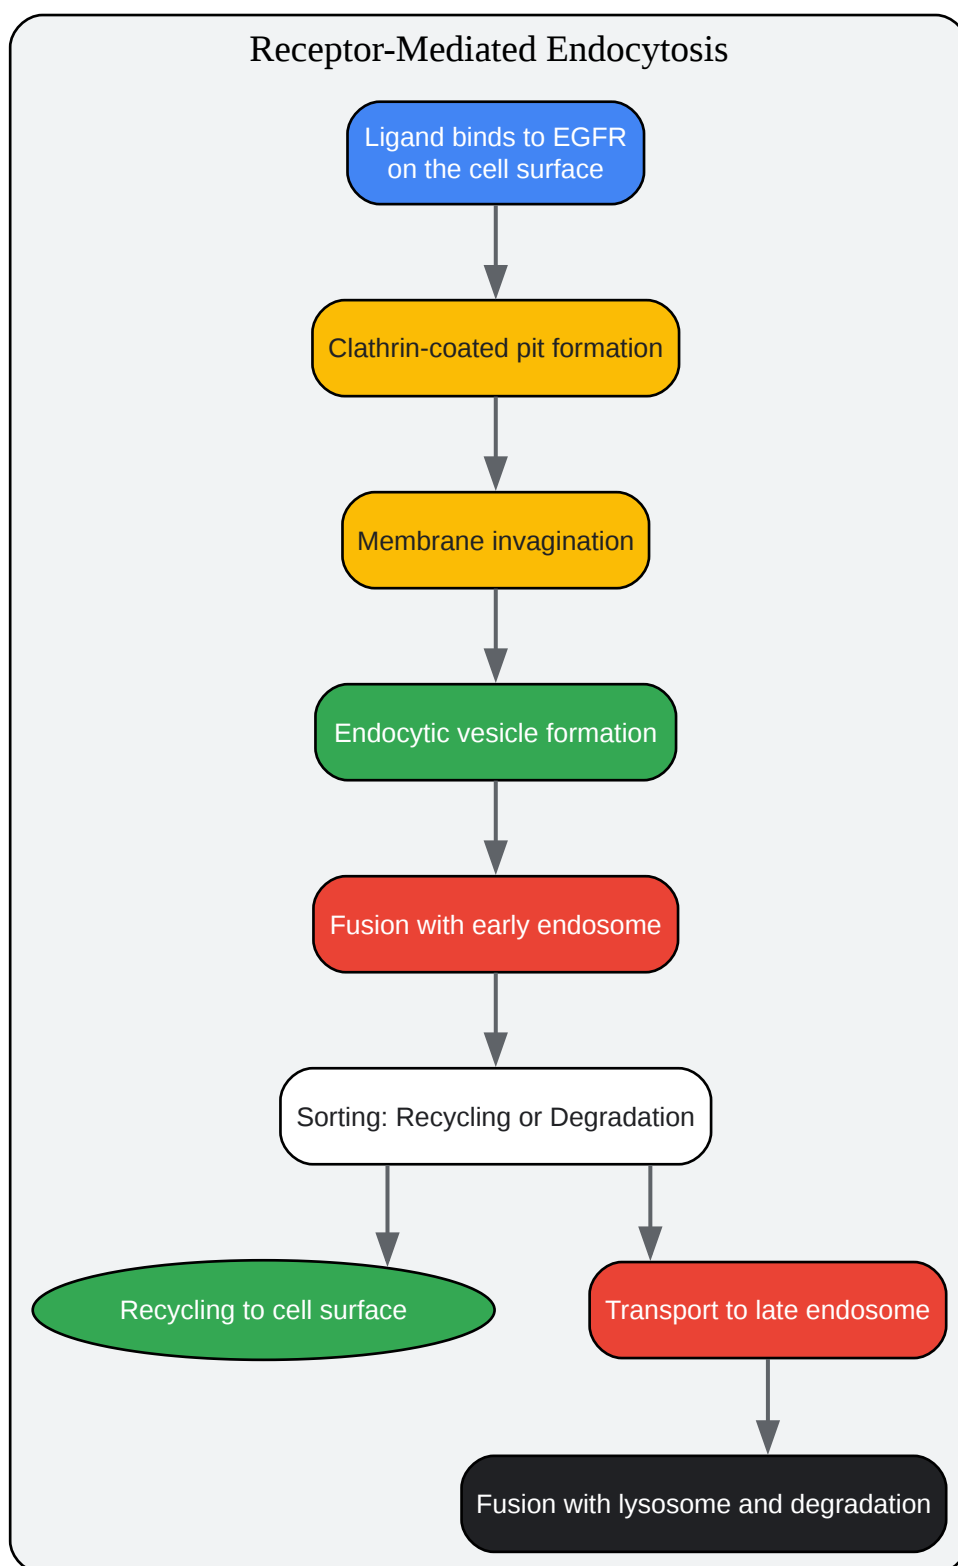 Receptor-Mediated Endocytosis
Ligand binds to EGFR
on the cell surface
Clathrin-coated pit formation
Membrane invagination
Endocytic vesicle formation
Fusion with early endosome
Sorting: Recycling or Degradation
Recycling to cell surface
Transport to late endosome
Fusion with lysosome and degradation